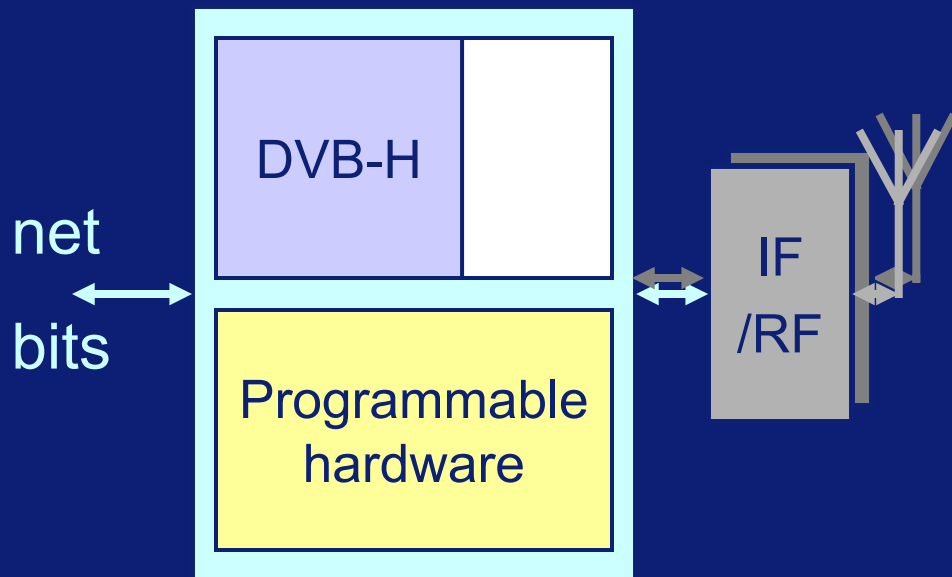 net
bits
DVB-H
Programmable
hardware
IF
/RF